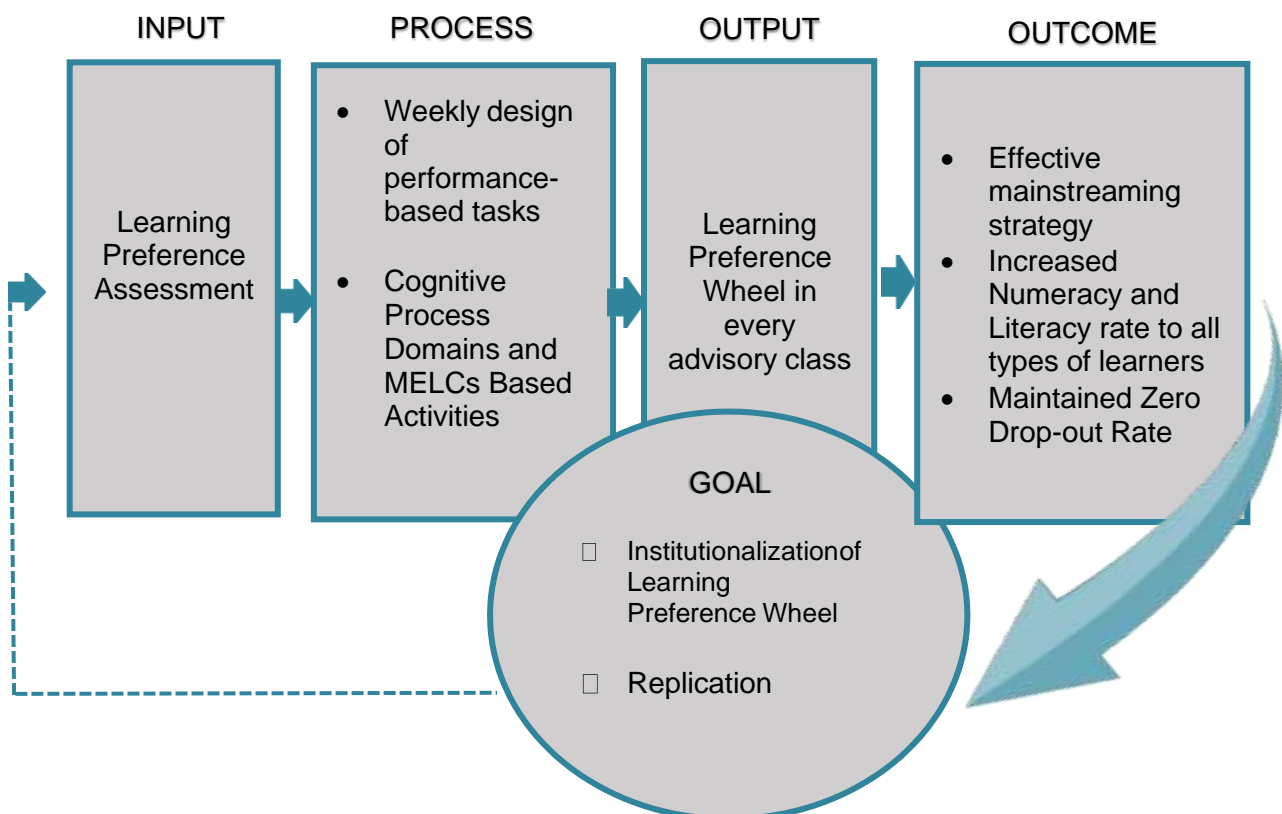 INPUT
Learning
Preference
Assessment
PROCESS
• Weekly design
of
performance-
based tasks
• Cognitive
Process
Domains and
MELCs Based
Activities
OUTPUT
Learning
Preference
Wheel in
every
advisory class
OUTCOME
• Effective
mainstreaming
strategy
• Increased
Numeracy and
Literacy rate to all
types of learners
• Maintained Zero
Drop-out Rate
GOAL
□ Institutionalizationof
Learning
Preference Wheel
□ Replication